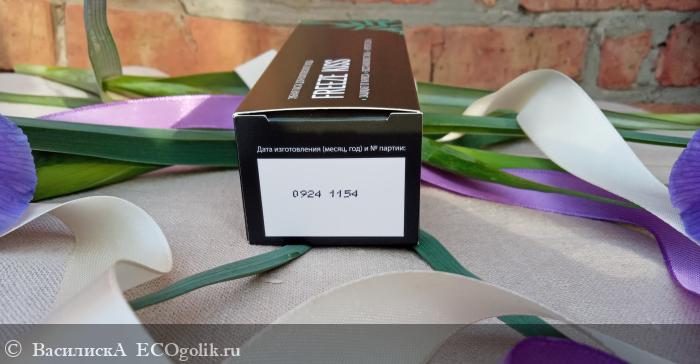 FREEZE KISS
Дата изготовления (месяц, год) и № партии:
0924 1154
© ВасилискА ECOgolik.ru